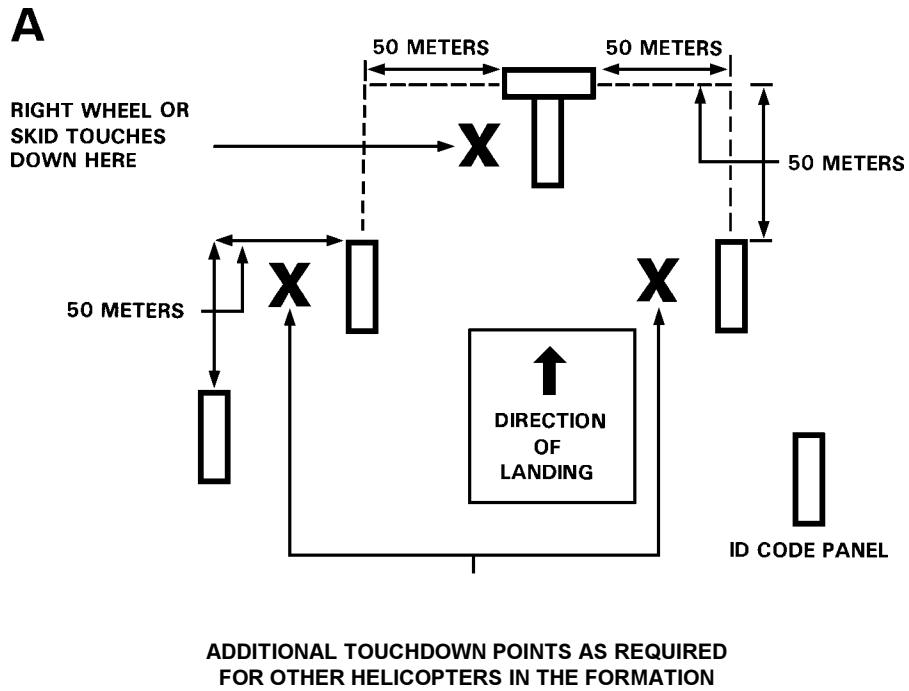 A
50 METERS
50 METERS
RIGHT WHEEL OR
SKID TOUCHES
DOWN HERE
X
50 METERS
X
X
50 METERS
DIRECTION
OF
LANDING
ID CODE PANEL
ADDITIONAL TOUCHDOWN POINTS AS REQUIRED
FOR OTHER HELICOPTERS IN THE FORMATION